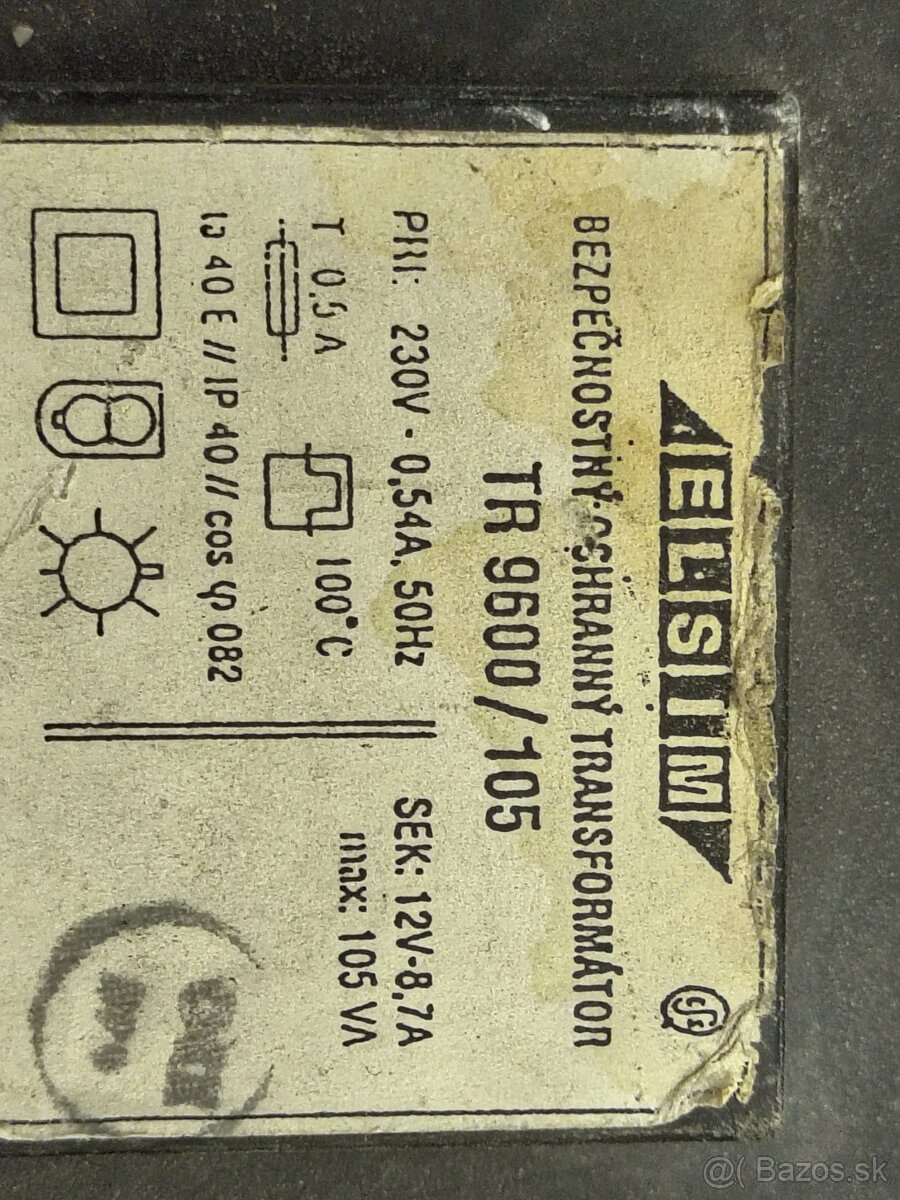 ELSIM
BEZPEČNOSTNÝ OCHRANNÝ TRANSFORMÁTOR
TR 9600/105
PRI: 230V - 0,54A, 50Hz
SEK: 12V-8,7A
T 0,5 A
100°C
max: 105 VA
ta 40 E // IP 40 // cos φ 082
@( Bazos.sk